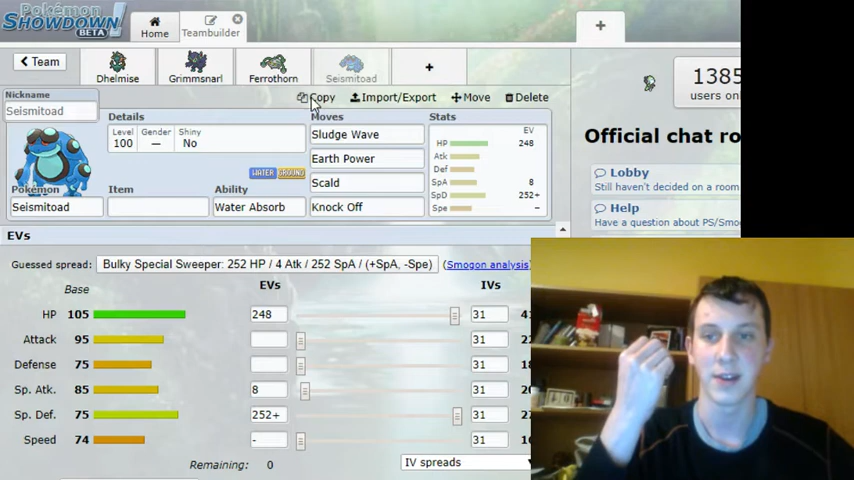 Pokémon
SHOWDOWN!
BETA
Home
Teambuilder
+
Team
Dhelmise
Grimmsnarl
Ferrothorn
Seismitoad
+
1385
users onl
Copy
Import/Export
Move
Delete
Nickname
Seismitoad
Details
Level
100
Gender
—
Shiny
No
Moves
Sludge Wave
Earth Power
Scald
Knock Off
Stats
EV
HP
248
Atk
Def
SpA
8
SpD
252+
Spe
-
WATER
GROUND
Pokémon
Seismitoad
Item
Ability
Water Absorb
Official chat ro
Lobby
Still haven't decided on a room
Help
Have a question about PS/Smo
EVs
Guessed spread:
Bulky Special Sweeper: 252 HP / 4 Atk / 252 SpA / (+SpA, -Spe)
(Smogon analysis)
Base
EVs
IVs
HP
105
248
31
Attack
95
31
Defense
75
31
Sp. Atk.
85
8
31
Sp. Def.
75
252+
31
Speed
74
-
31
Remaining:
0
IV spreads